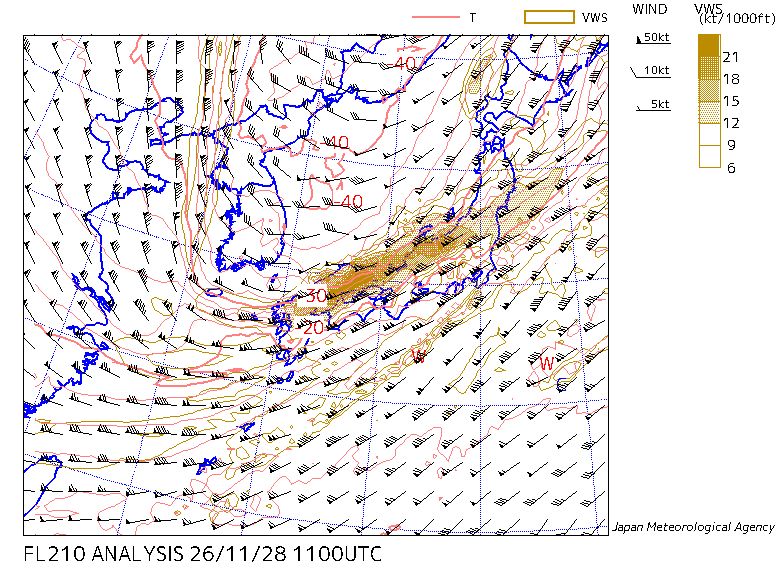 T VWS WIND VWS
(kt/1000ft)
50kt
10kt
5kt
21
18
15
12
9
6
-40
-40
-40
-30
-20
W
W
C
Japan Meteorological Agency
FL210 ANALYSIS 26/11/28 1100UTC